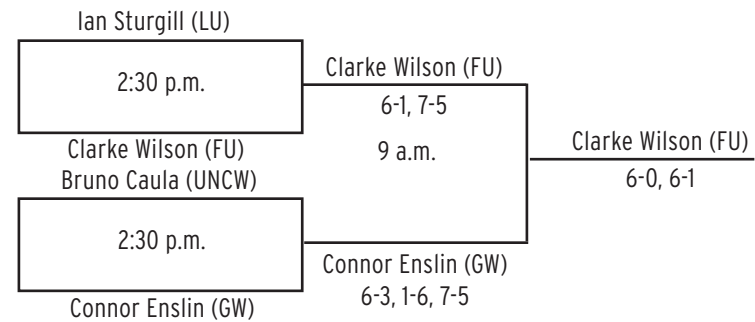 Ian Sturgill (LU)
2:30 p.m.
Clarke Wilson (FU)
Bruno Caula (UNCW)
2:30 p.m.
Connor Enslin (GW)
Clarke Wilson (FU)
6-1, 7-5
9 a.m.
Connor Enslin (GW)
6-3, 1-6, 7-5
Clarke Wilson (FU)
6-0, 6-1